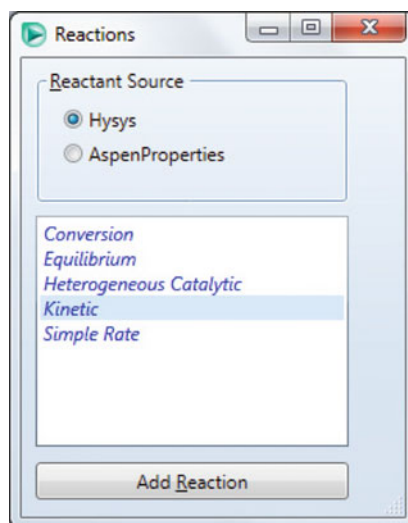 Reactions
Reactant Source
Hysys
AspenProperties
Conversion
Equilibrium
Heterogeneous Catalytic
Kinetic
Simple Rate
Add Reaction